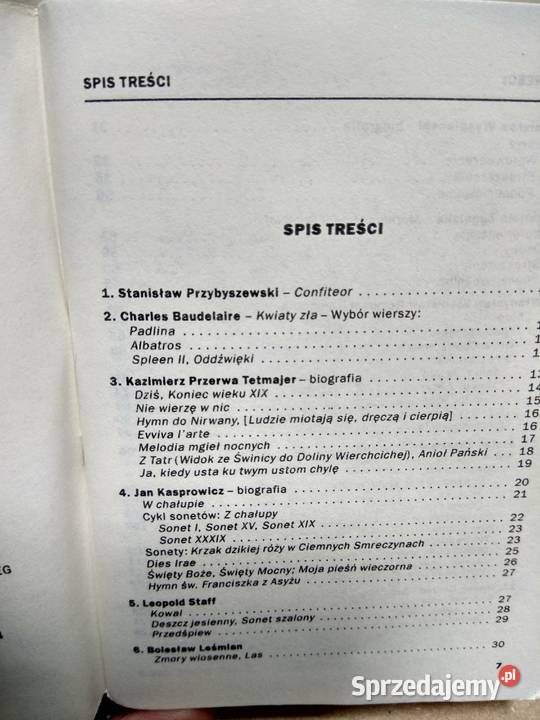 SPIS TREŚCI
SPIS TREŚCI
1. Stanisław Przybyszewski – Confiteor
2. Charles Baudelaire – Kwiaty zła – Wybór wierszy:
Padlina 1
Albatros 1
Spleen II, Oddźwięki 1
3. Kazimierz Przerwa Tetmajer – biografia 13
Dziś, Koniec wieku XIX 14
Nie wierzę w nic 15
Hymn do Nirwany, [Ludzie miotają się, dręczą i cierpią] 16
Evviva l'arte 16
Melodia mgieł nocnych 17
Z Tatr (Widok ze Świnicy do Doliny Wierchcichej), Anioł Pański 18
Ja, kiedy usta ku twym ustom chylę 19
4. Jan Kasprowicz – biografia 20
W chałupie 21
Cykl sonetów: Z chałupy
Sonet I, Sonet XV, Sonet XIX 22
Sonet XXXIX 23
Sonety: Krzak dzikiej róży w Ciemnych Smreczynach 23
Dies Irae 25
Święty Boże, Święty Mocny; Moja pieśń wieczorna 26
Hymn św. Franciszka z Asyżu 27
5. Leopold Staff 27
Kowal 28
Deszcz jesienny, Sonet szalony 29
Przedśpiew
6. Bolesław Leśmian 30
Zmory wiosenne, Las
7
EG
Sprzedajemy.pl